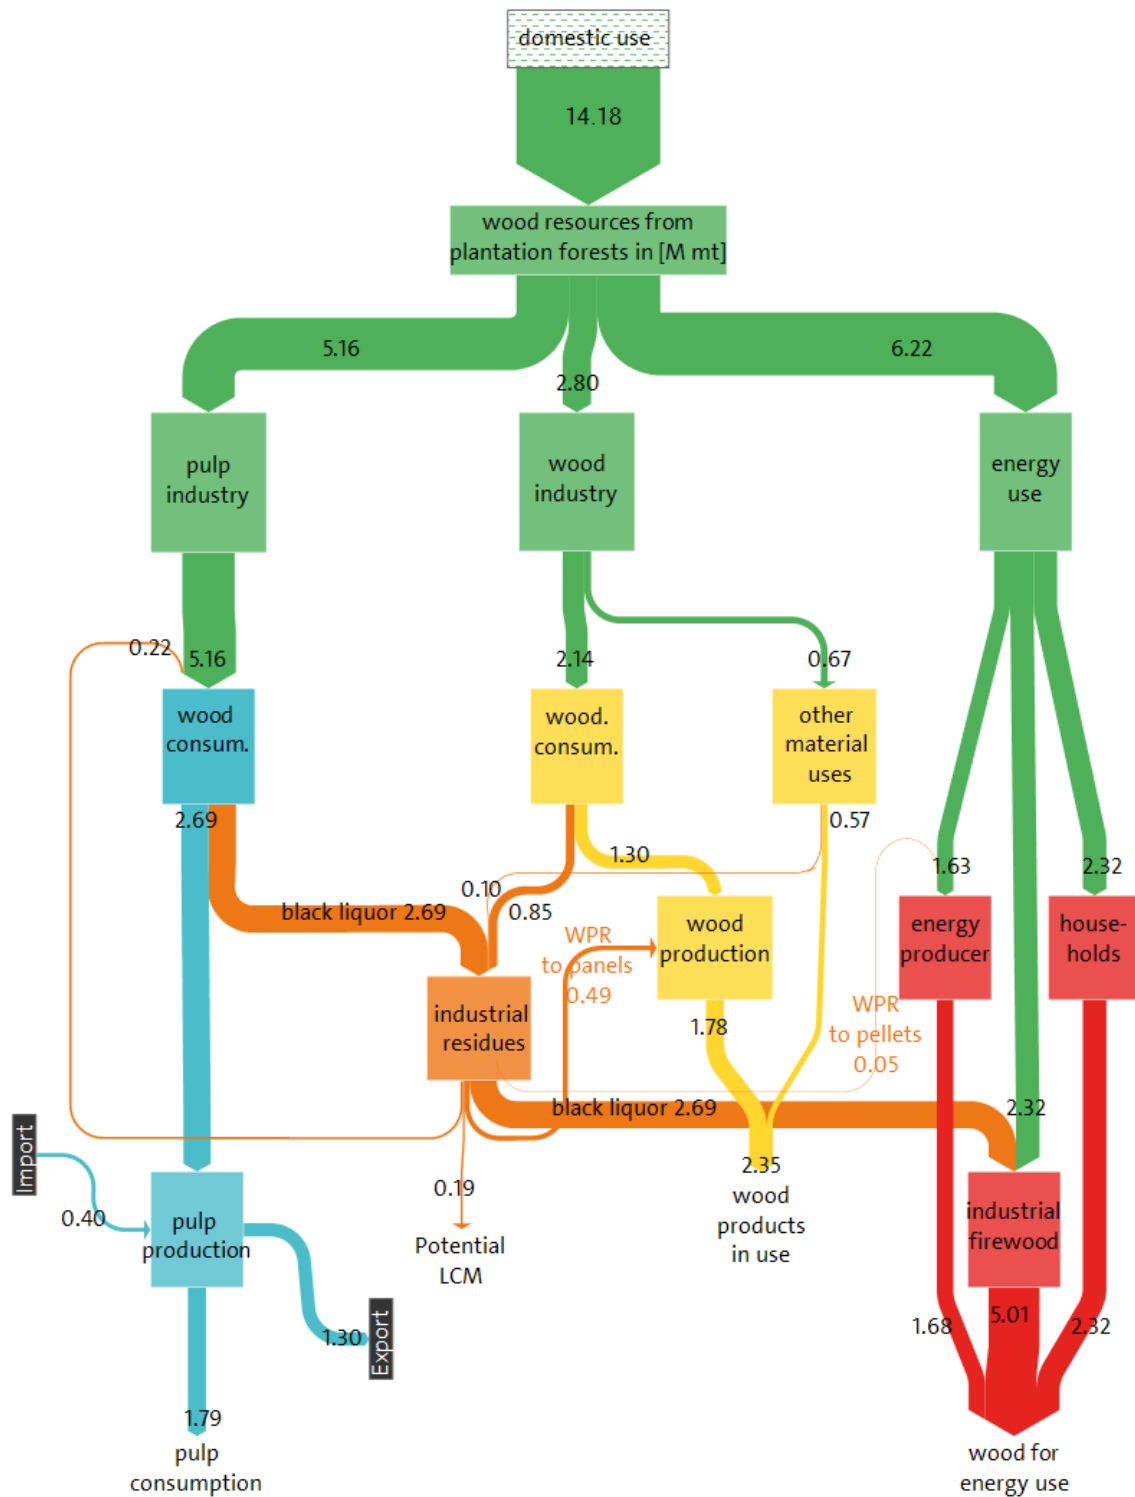 domestic use
14.18
wood resources from
plantation forests in [M mt]
5.16
2.80
6.22
pulp
industry
wood
industry
energy
use
0.22
5.16
2.14
0.67
wood
consum.
wood.
consum.
other
material
uses
2.69
0.57
1.30
1.63
2.32
0.10
0.85
black liquor 2.69
WPR
to panels
0.49
wood
production
energy
producer
house-
holds
industrial
residues
1.78
WPR
to pellets
0.05
black liquor 2.69
2.32
Import
0.40
0.19
2.35
wood
products
in use
pulp
production
Potential
LCM
industrial
firewood
1.30
Export
1.68
5.01
2.32
1.79
pulp
consumption
wood for
energy use